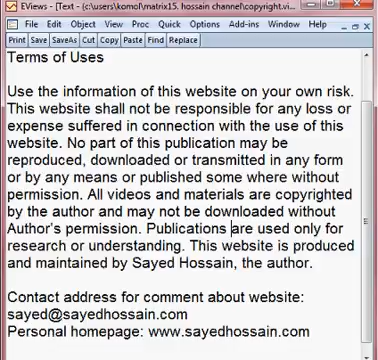 EViews - [Text - (c:\users\komol\matrix15. hossain channel\copyright.vi...
File Edit Object View Proc Quick Options Window Help
Print Save SaveAs Cut Copy Paste Find Replace
Terms of Uses
Use the information of this website on your own risk.
This website shall not be responsible for any loss or
expense suffered in connection with the use of this
website. No part of this publication may be
reproduced, downloaded or transmitted in any form
or by any means or published some where without
permission. All videos and materials are copyrighted
by the author and may not be downloaded without
Author's permission. Publications are used only for
research or understanding. This website is produced
and maintained by Sayed Hossain, the author.
Contact address for comment about website:
sayed@sayedhossain.com
Personal homepage: www.sayedhossain.com